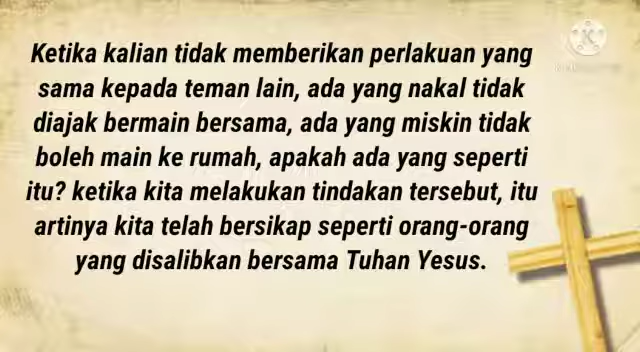 Ketika kalian tidak memberikan perlakuan yang
sama kepada teman lain, ada yang nakal tidak
diajak bermain bersama, ada yang miskin tidak
boleh main ke rumah, apakah ada yang seperti
itu? ketika kita melakukan tindakan tersebut, itu
artinya kita telah bersikap seperti orang-orang
yang disalibkan bersama Tuhan Yesus.